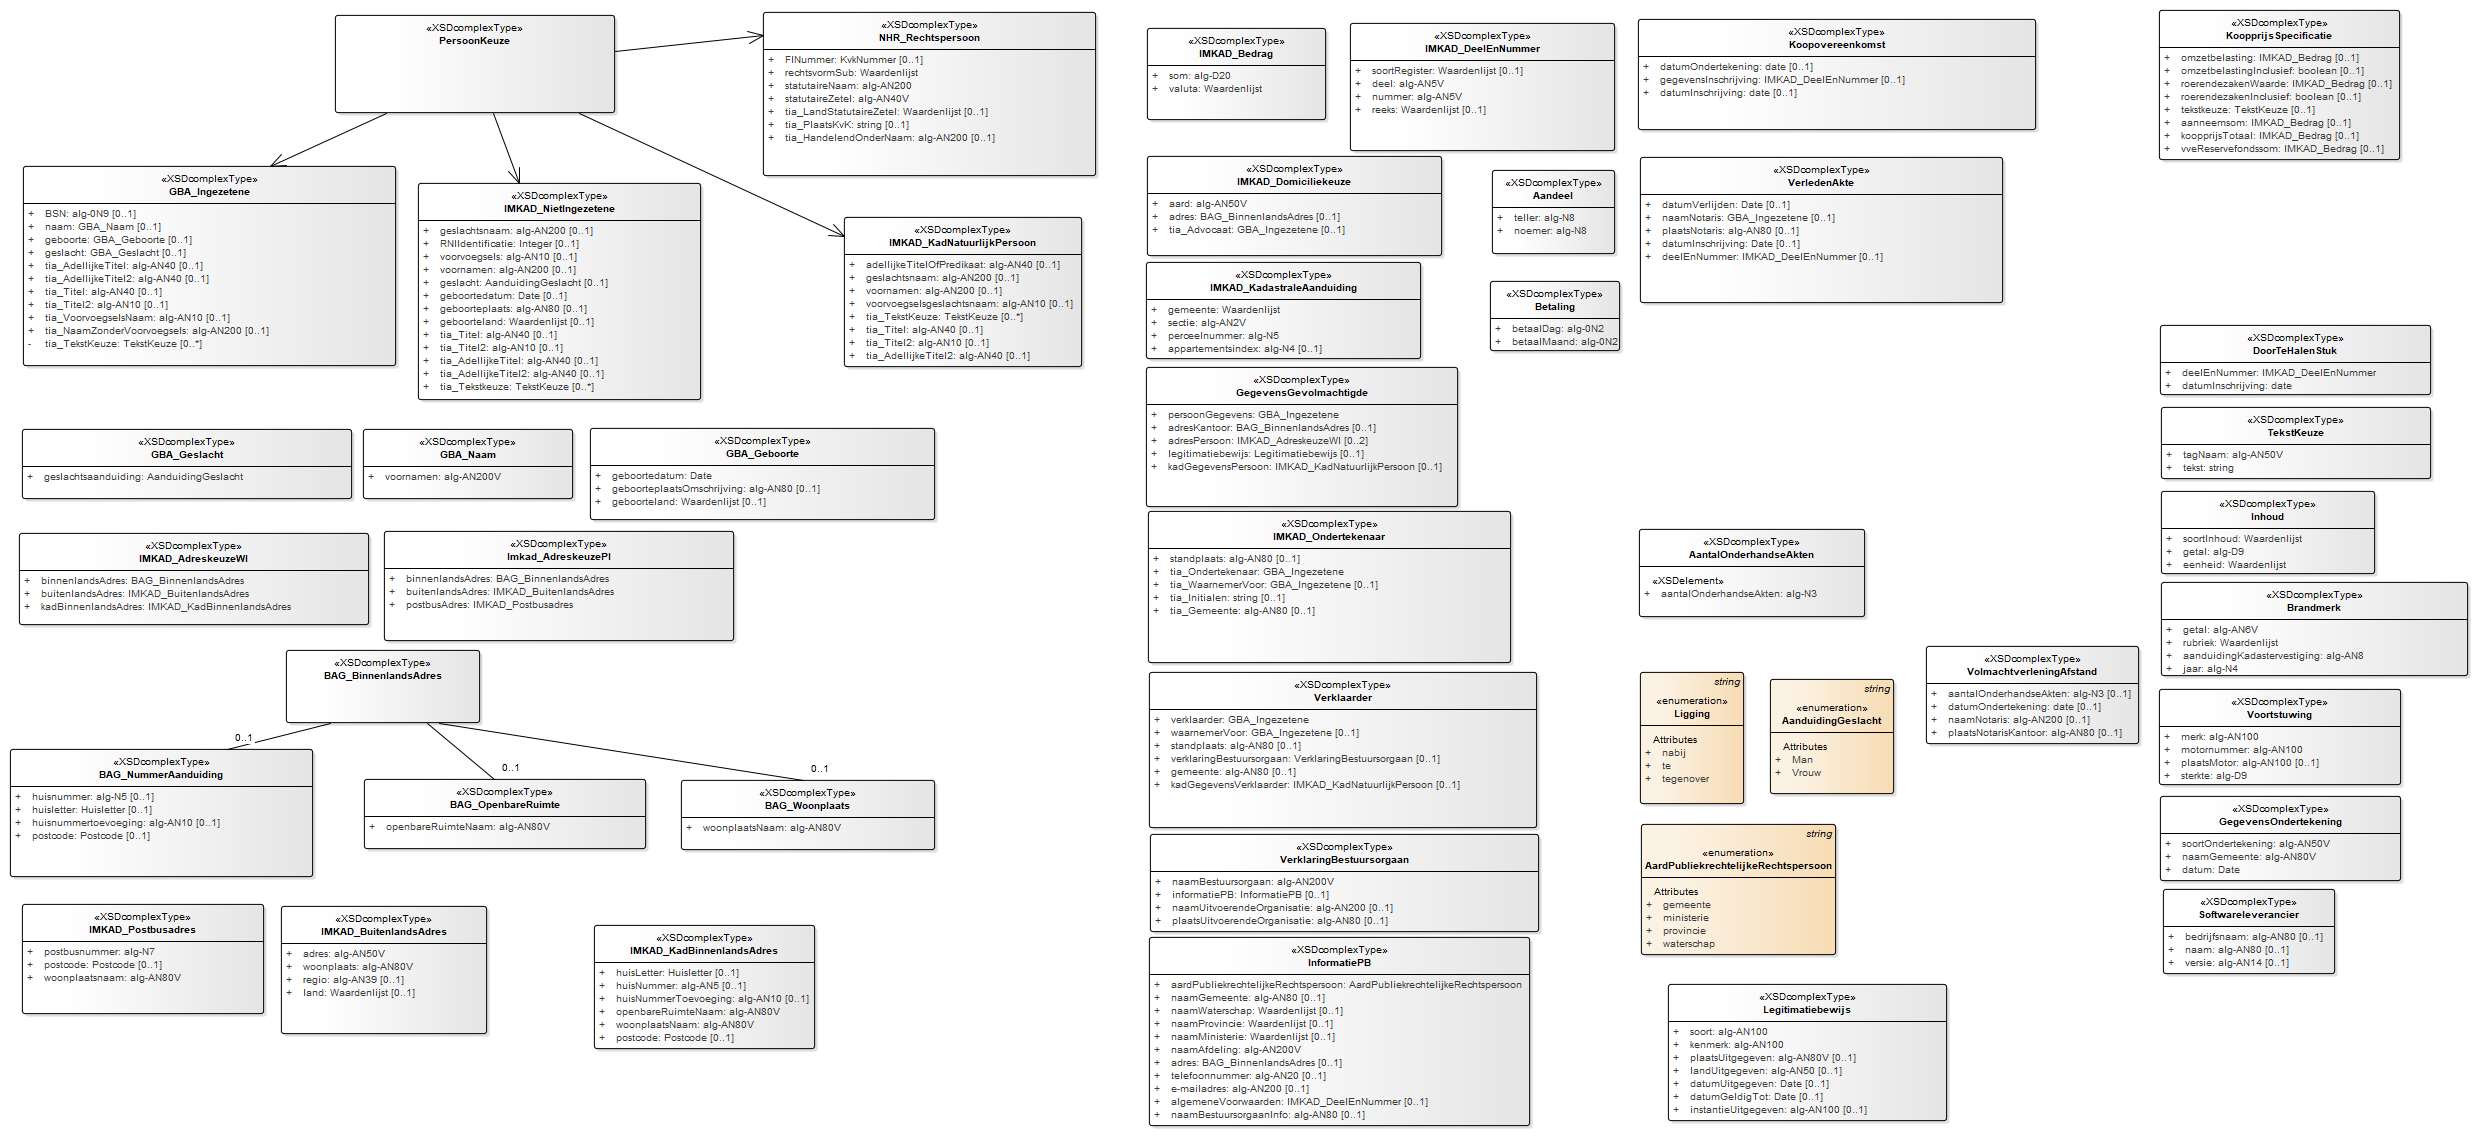 «XSDcomplexType»
PersoonKeuze
«XSDcomplexType»
NHR_Rechtspersoon
+ FINummer: KvkNummer [0..1]
+ rechtsvormSub: Waardenlijst
+ statutaireNaam: alg-AN200
+ statutaireZetel: alg-AN40V
+ tia_LandStatutaireZetel: Waardenlijst [0..1]
+ tia_PlaatsKvK: string [0..1]
+ tia_HandelendOnderNaam: alg-AN200 [0..1]
«XSDcomplexType»
GBA_Ingezetene
+ BSN: alg-0N9 [0..1]
+ naam: GBA_Naam [0..1]
+ geboorte: GBA_Geboorte [0..1]
+ geslacht: GBA_Geslacht [0..1]
+ tia_AdellijkeTitel: alg-AN40 [0..1]
+ tia_AdellijkeTitel2: alg-AN40 [0..1]
+ tia_Titel: alg-AN40 [0..1]
+ tia_Titel2: alg-AN10 [0..1]
+ tia_VoorvoegselsNaam: alg-AN10 [0..1]
+ tia_NaamZonderVoorvoegsels: alg-AN200 [0..1]
- tia_TekstKeuze: TekstKeuze [0..*]
«XSDcomplexType»
IMKAD_NietIngezetene
+ geslachtsnaam: alg-AN200 [0..1]
+ RNIIdentificatie: Integer [0..1]
+ voorvoegsels: alg-AN10 [0..1]
+ voornamen: alg-AN200 [0..1]
+ geslacht: AanduidingGeslacht [0..1]
+ geboortedatum: Date [0..1]
+ geboorteplaats: alg-AN80 [0..1]
+ geboorteland: Waardenlijst [0..1]
+ tia_Titel: alg-AN40 [0..1]
+ tia_Titel2: alg-AN10 [0..1]
+ tia_AdellijkeTitel: alg-AN40 [0..1]
+ tia_AdellijkeTitel2: alg-AN40 [0..1]
+ tia_Tekstkeuze: TekstKeuze [0..*]
«XSDcomplexType»
IMKAD_KadNatuurlijkPersoon
+ adellijkeTitelOfPredikaat: alg-AN40 [0..1]
+ geslachtsnaam: alg-AN200 [0..1]
+ voornamen: alg-AN200 [0..1]
+ voorvoegselsgeslachtsnaam: alg-AN10 [0..1]
+ tia_TekstKeuze: TekstKeuze [0..*]
+ tia_Titel: alg-AN40 [0..1]
+ tia_Titel2: alg-AN10 [0..1]
+ tia_AdellijkeTitel2: alg-AN40 [0..1]
«XSDcomplexType»
GBA_Geslacht
+ geslachtsaanduiding: AanduidingGeslacht
«XSDcomplexType»
GBA_Naam
+ voornamen: alg-AN200V
«XSDcomplexType»
GBA_Geboorte
+ geboortedatum: Date
+ geboorteplaatsOmschrijving: alg-AN80 [0..1]
+ geboorteland: Waardenlijst [0..1]
«XSDcomplexType»
IMKAD_AdreskeuzeWI
+ binnenlandsAdres: BAG_BinnenlandsAdres
+ buitenlandsAdres: IMKAD_BuitenlandsAdres
+ kadBinnenlandsAdres: IMKAD_KadBinnenlandsAdres
«XSDcomplexType»
Imkad_AdreskeuzePI
+ binnenlandsAdres: BAG_BinnenlandsAdres
+ buitenlandsAdres: IMKAD_BuitenlandsAdres
+ postbusAdres: IMKAD_Postbusadres
«XSDcomplexType»
BAG_BinnenlandsAdres
0..1
0..1
0..1
«XSDcomplexType»
BAG_NummerAanduiding
+ huisnummer: alg-N5 [0..1]
+ huisletter: Huisletter [0..1]
+ huisnummertoevoeging: alg-AN10 [0..1]
+ postcode: Postcode [0..1]
«XSDcomplexType»
BAG_OpenbareRuimte
+ openbareRuimteNaam: alg-AN80V
«XSDcomplexType»
BAG_Woonplaats
+ woonplaatsNaam: alg-AN80V
«XSDcomplexType»
IMKAD_Postbusadres
+ postbusnummer: alg-N7
+ postcode: Postcode [0..1]
+ woonplaatsnaam: alg-AN80V
«XSDcomplexType»
IMKAD_BuitenlandsAdres
+ adres: alg-AN50V
+ woonplaats: alg-AN80V
+ regio: alg-AN39 [0..1]
+ land: Waardenlijst [0..1]
«XSDcomplexType»
IMKAD_KadBinnenlandsAdres
+ huisLetter: Huisletter [0..1]
+ huisNummer: alg-AN5 [0..1]
+ huisNummerToevoeging: alg-AN10 [0..1]
+ openbareRuimteNaam: alg-AN80V
+ woonplaatsNaam: alg-AN80V
+ postcode: Postcode [0..1]
«XSDcomplexType»
IMKAD_Bedrag
+ som: alg-D20
+ valuta: Waardenlijst
«XSDcomplexType»
IMKAD_DeelEnNummer
+ soortRegister: Waardenlijst [0..1]
+ deel: alg-AN5V
+ nummer: alg-AN5V
+ reeks: Waardenlijst [0..1]
«XSDcomplexType»
IMKAD_Domiciliekeuze
+ aard: alg-AN50V
+ adres: BAG_BinnenlandsAdres [0..1]
+ tia_Advocaat: GBA_Ingezetene [0..1]
«XSDcomplexType»
Aandeel
+ teller: alg-N8
+ noemer: alg-N8
«XSDcomplexType»
IMKAD_KadastraleAanduiding
+ gemeente: Waardenlijst
+ sectie: alg-AN2V
+ perceelnummer: alg-N5
+ appartementsindex: alg-N4 [0..1]
«XSDcomplexType»
Betaling
+ betaalDag: alg-0N2
+ betaalMaand: alg-0N2
«XSDcomplexType»
GegevensGevolmachtigde
+ persoonGegevens: GBA_Ingezetene
+ adresKantoor: BAG_BinnenlandsAdres [0..1]
+ adresPersoon: IMKAD_AdreskeuzeWI [0..2]
+ legitimatiebewijs: Legitimatiebewijs [0..1]
+ kadGegevensPersoon: IMKAD_KadNatuurlijkPersoon [0..1]
«XSDcomplexType»
IMKAD_Ondertekenaar
+ standplaats: alg-AN80 [0..1]
+ tia_Ondertekenaar: GBA_Ingezetene
+ tia_WaarnemerVoor: GBA_Ingezetene [0..1]
+ tia_Initialen: string [0..1]
+ tia_Gemeente: alg-AN80 [0..1]
«XSDcomplexType»
Verklaarder
+ verklaarder: GBA_Ingezetene
+ waarnemerVoor: GBA_Ingezetene [0..1]
+ standplaats: alg-AN80 [0..1]
+ verklaringBestuursorgaan: VerklaringBestuursorgaan [0..1]
+ gemeente: alg-AN80 [0..1]
+ kadGegevensVerklaarder: IMKAD_KadNatuurlijkPersoon [0..1]
«XSDcomplexType»
VerklaringBestuursorgaan
+ naamBestuursorgaan: alg-AN200V
+ informatiePB: InformatiePB [0..1]
+ naamUitvoerendeOrganisatie: alg-AN200 [0..1]
+ plaatsUitvoerendeOrganisatie: alg-AN80 [0..1]
«XSDcomplexType»
InformatiePB
+ aardPubliekrechtelijkeRechtspersoon: AardPubliekrechtelijkeRechtspersoon
+ naamGemeente: alg-AN80 [0..1]
+ naamWaterschap: Waardenlijst [0..1]
+ naamProvincie: Waardenlijst [0..1]
+ naamMinisterie: Waardenlijst [0..1]
+ naamAfdeling: alg-AN200V
+ adres: BAG_BinnenlandsAdres [0..1]
+ telefoonnummer: alg-AN20 [0..1]
+ e-mailadres: alg-AN200 [0..1]
+ algemeneVoorwaarden: IMKAD_DeelEnNummer [0..1]
+ naamBestuursorgaanInfo: alg-AN80 [0..1]
«XSDcomplexType»
Koopovereenkomst
+ datumOndertekening: date [0..1]
+ gegevensInschrijving: IMKAD_DeelEnNummer [0..1]
+ datumInschrijving: date [0..1]
«XSDcomplexType»
VerledenAkte
+ datumVerlijden: Date [0..1]
+ naamNotaris: GBA_Ingezetene [0..1]
+ plaatsNotaris: alg-AN80 [0..1]
+ datumInschrijving: Date [0..1]
+ deelEnNummer: IMKAD_DeelEnNummer [0..1]
«XSDcomplexType»
AantalOnderhandseAkten
«XSDelement»
+ aantalOnderhandseAkten: alg-N3
string
«enumeration»
Ligging
Attributes
+ nabij
+ te
+ tegenover
string
«enumeration»
AanduidingGeslacht
Attributes
+ Man
+ Vrouw
«XSDcomplexType»
VolmachtverleningAfstand
+ aantalOnderhandseAkten: alg-N3 [0..1]
+ datumOndertekening: date [0..1]
+ naamNotaris: alg-AN200 [0..1]
+ plaatsNotarisKantoor: alg-AN80 [0..1]
string
«enumeration»
AardPubliekrechtelijkeRechtspersoon
Attributes
+ gemeente
+ ministerie
+ provincie
+ waterschap
«XSDcomplexType»
Legitimatiebewijs
+ soort: alg-AN100
+ kenmerk: alg-AN100
+ plaatsUitgegeven: alg-AN80V [0..1]
+ landUitgegeven: alg-AN50 [0..1]
+ datumUitgegeven: Date [0..1]
+ datumGeldigTot: Date [0..1]
+ instantieUitgegeven: alg-AN100 [0..1]
«XSDcomplexType»
KoopprijsSpecificatie
+ omzetbelasting: IMKAD_Bedrag [0..1]
+ omzetbelastingInclusief: boolean [0..1]
+ roerendezakenWaarde: IMKAD_Bedrag [0..1]
+ roerendezakenInclusief: boolean [0..1]
+ tekstkeuze: TekstKeuze [0..1]
+ aanneemsom: IMKAD_Bedrag [0..1]
+ koopprijsTotaal: IMKAD_Bedrag [0..1]
+ vveReservefondssom: IMKAD_Bedrag [0..1]
«XSDcomplexType»
DoorTeHalenStuk
+ deelEnNummer: IMKAD_DeelEnNummer
+ datumInschrijving: date
«XSDcomplexType»
TekstKeuze
+ tagNaam: alg-AN50V
+ tekst: string
«XSDcomplexType»
Inhoud
+ soortInhoud: Waardenlijst
+ getal: alg-D9
+ eenheid: Waardenlijst
«XSDcomplexType»
Brandmerk
+ getal: alg-AN6V
+ rubriek: Waardenlijst
+ aanduidingKadastervestiging: alg-AN8
+ jaar: alg-N4
«XSDcomplexType»
Voortstuwing
+ merk: alg-AN100
+ motornummer: alg-AN100
+ plaatsMotor: alg-AN100 [0..1]
+ sterkte: alg-D9
«XSDcomplexType»
GegevensOndertekening
+ soortOndertekening: alg-AN50V
+ naamGemeente: alg-AN80V
+ datum: Date
«XSDcomplexType»
Softwareleverancier
+ bedrijfsnaam: alg-AN80 [0..1]
+ naam: alg-AN80 [0..1]
+ versie: alg-AN14 [0..1]